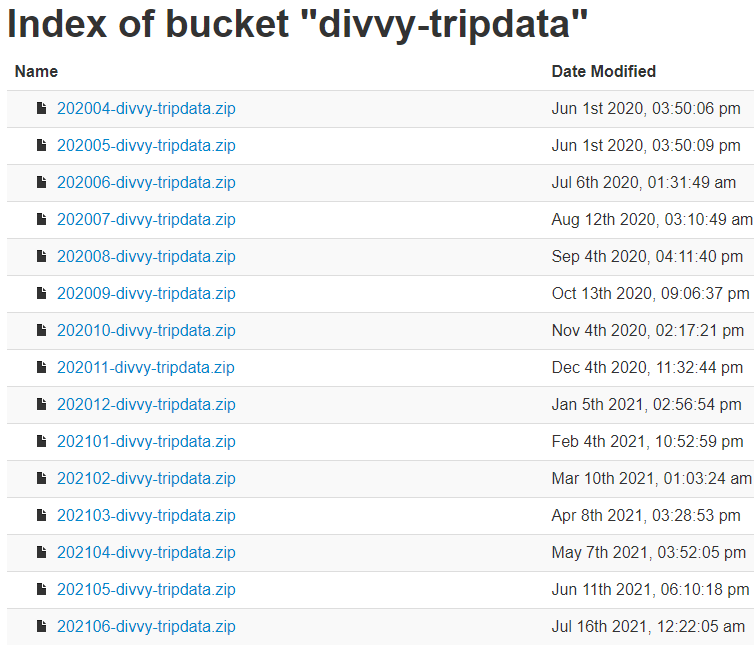 Index of bucket "divvy-tripdata"
Name Date Modified
202004-divvy-tripdata.zip Jun 1st 2020, 03:50:06 pm
202005-divvy-tripdata.zip Jun 1st 2020, 03:50:09 pm
202006-divvy-tripdata.zip Jul 6th 2020, 01:31:49 am
202007-divvy-tripdata.zip Aug 12th 2020, 03:10:49 am
202008-divvy-tripdata.zip Sep 4th 2020, 04:11:40 pm
202009-divvy-tripdata.zip Oct 13th 2020, 09:06:37 pm
202010-divvy-tripdata.zip Nov 4th 2020, 02:17:21 pm
202011-divvy-tripdata.zip Dec 4th 2020, 11:32:44 pm
202012-divvy-tripdata.zip Jan 5th 2021, 02:56:54 pm
202101-divvy-tripdata.zip Feb 4th 2021, 10:52:59 pm
202102-divvy-tripdata.zip Mar 10th 2021, 01:03:24 am
202103-divvy-tripdata.zip Apr 8th 2021, 03:28:53 pm
202104-divvy-tripdata.zip May 7th 2021, 03:52:05 pm
202105-divvy-tripdata.zip Jun 11th 2021, 06:10:18 pm
202106-divvy-tripdata.zip Jul 16th 2021, 12:22:05 am